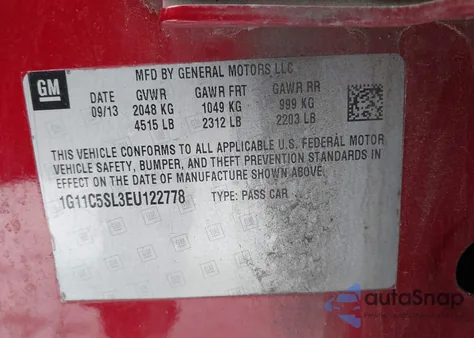 GM
MFD BY GENERAL MOTORS LLC
DATE GVWR GAWR FRT GAWR RR
09/13 2048 KG 1049 KG 999 KG
4515 LB 2312 LB 2203 LB
THIS VEHICLE CONFORMS TO ALL APPLICABLE U.S. FEDERAL MOTOR
VEHICLE SAFETY, BUMPER, AND THEFT PREVENTION STANDARDS IN
EFFECT ON THE DATE OF MANUFACTURE SHOWN ABOVE.
1G11C5SL3EU122778 TYPE: PASS CAR
autoSnap